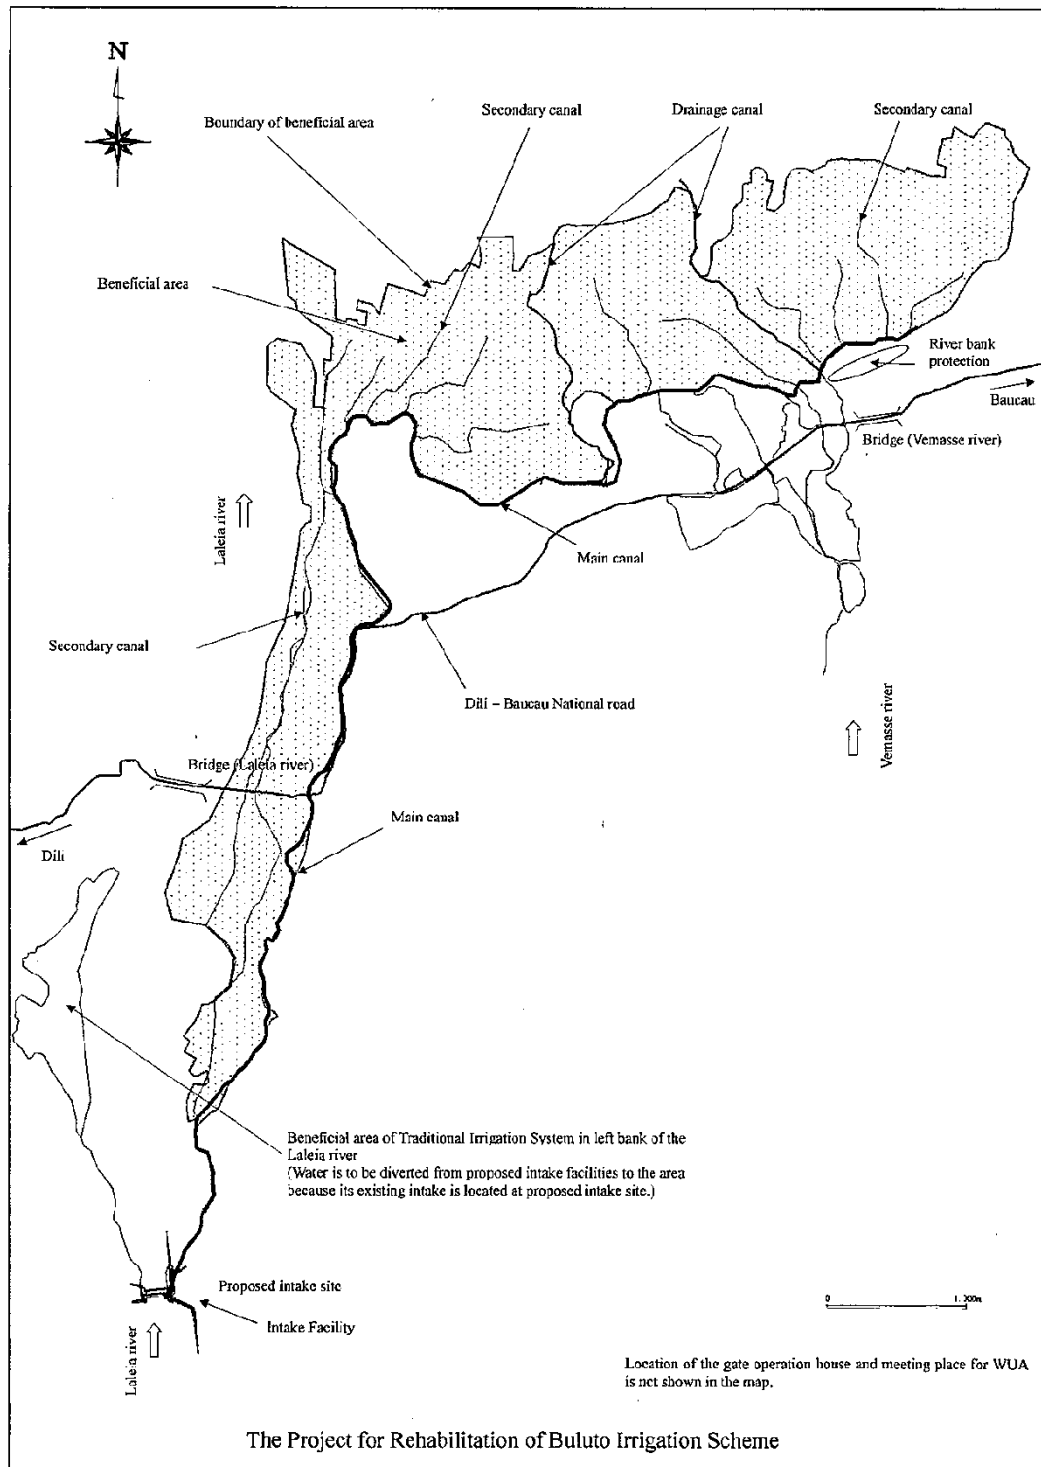 N
Secondary canal
Drainage canal
Secondary canal
Boundary of beneficial area
Beneficial area
River bank
protection
Baucau
Bridge (Vemasse river)
Laleia river
Main canal
Secondary canal
Dili – Baucau National road
Vemasse river
Bridge (Laleia river)
Main canal
Dili
Beneficial area of Traditional Irrigation System in left bank of the
Laleia river
(Water is to be diverted from proposed intake facilities to the area
because its existing intake is located at proposed intake site.)
Proposed intake site
Intake Facility
Laleia river
0
Location of the gate operation house and meeting place for WUA
is not shown in the map.
The Project for Rehabilitation of Buluto Irrigation Scheme